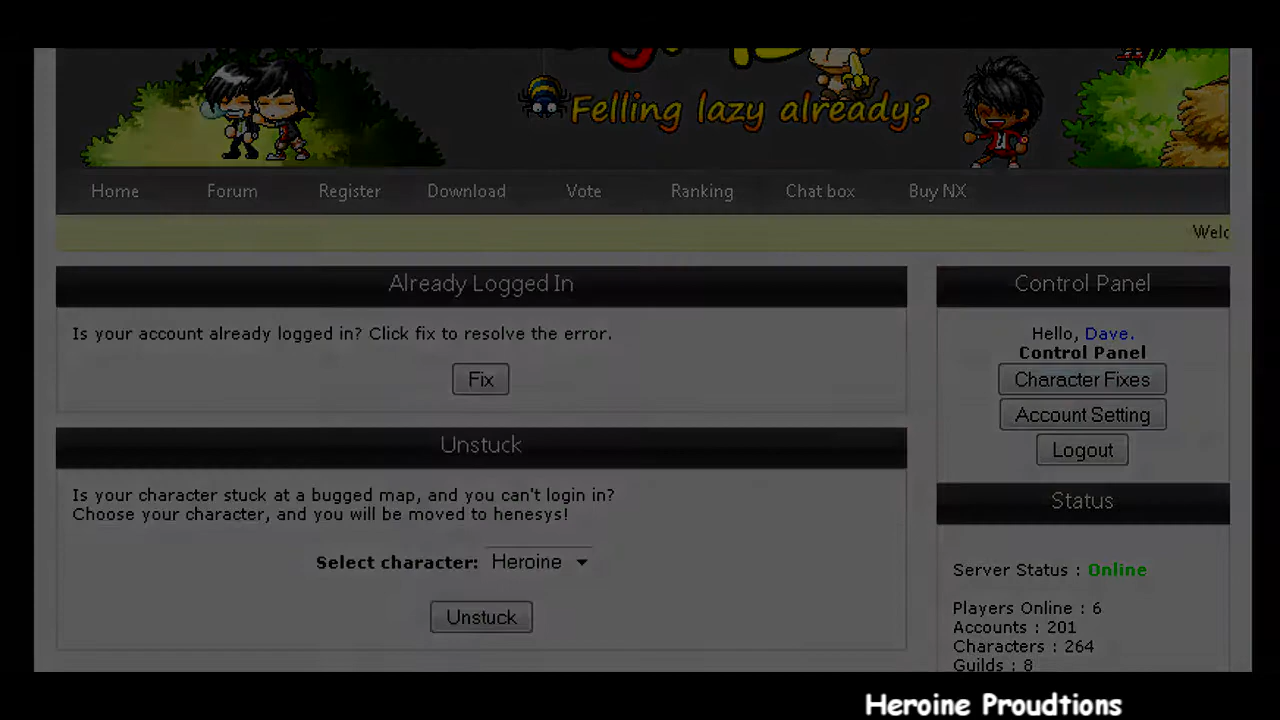 Felling lazy already?
Home Forum Register Download Vote Ranking Chat box Buy NX
Already Logged In
Is your account already logged in? Click fix to resolve the error.
Fix
Unstuck
Is your character stuck at a bugged map, and you can't login in?
Choose your character, and you will be moved to henesys!
Select character: Heroine
Unstuck
Control Panel
Hello, Dave.
Control Panel
Character Fixes
Account Setting
Logout
Status
Server Status : Online
Players Online : 6
Accounts : 201
Characters : 264
Guilds : 8
Heroine Proudtions